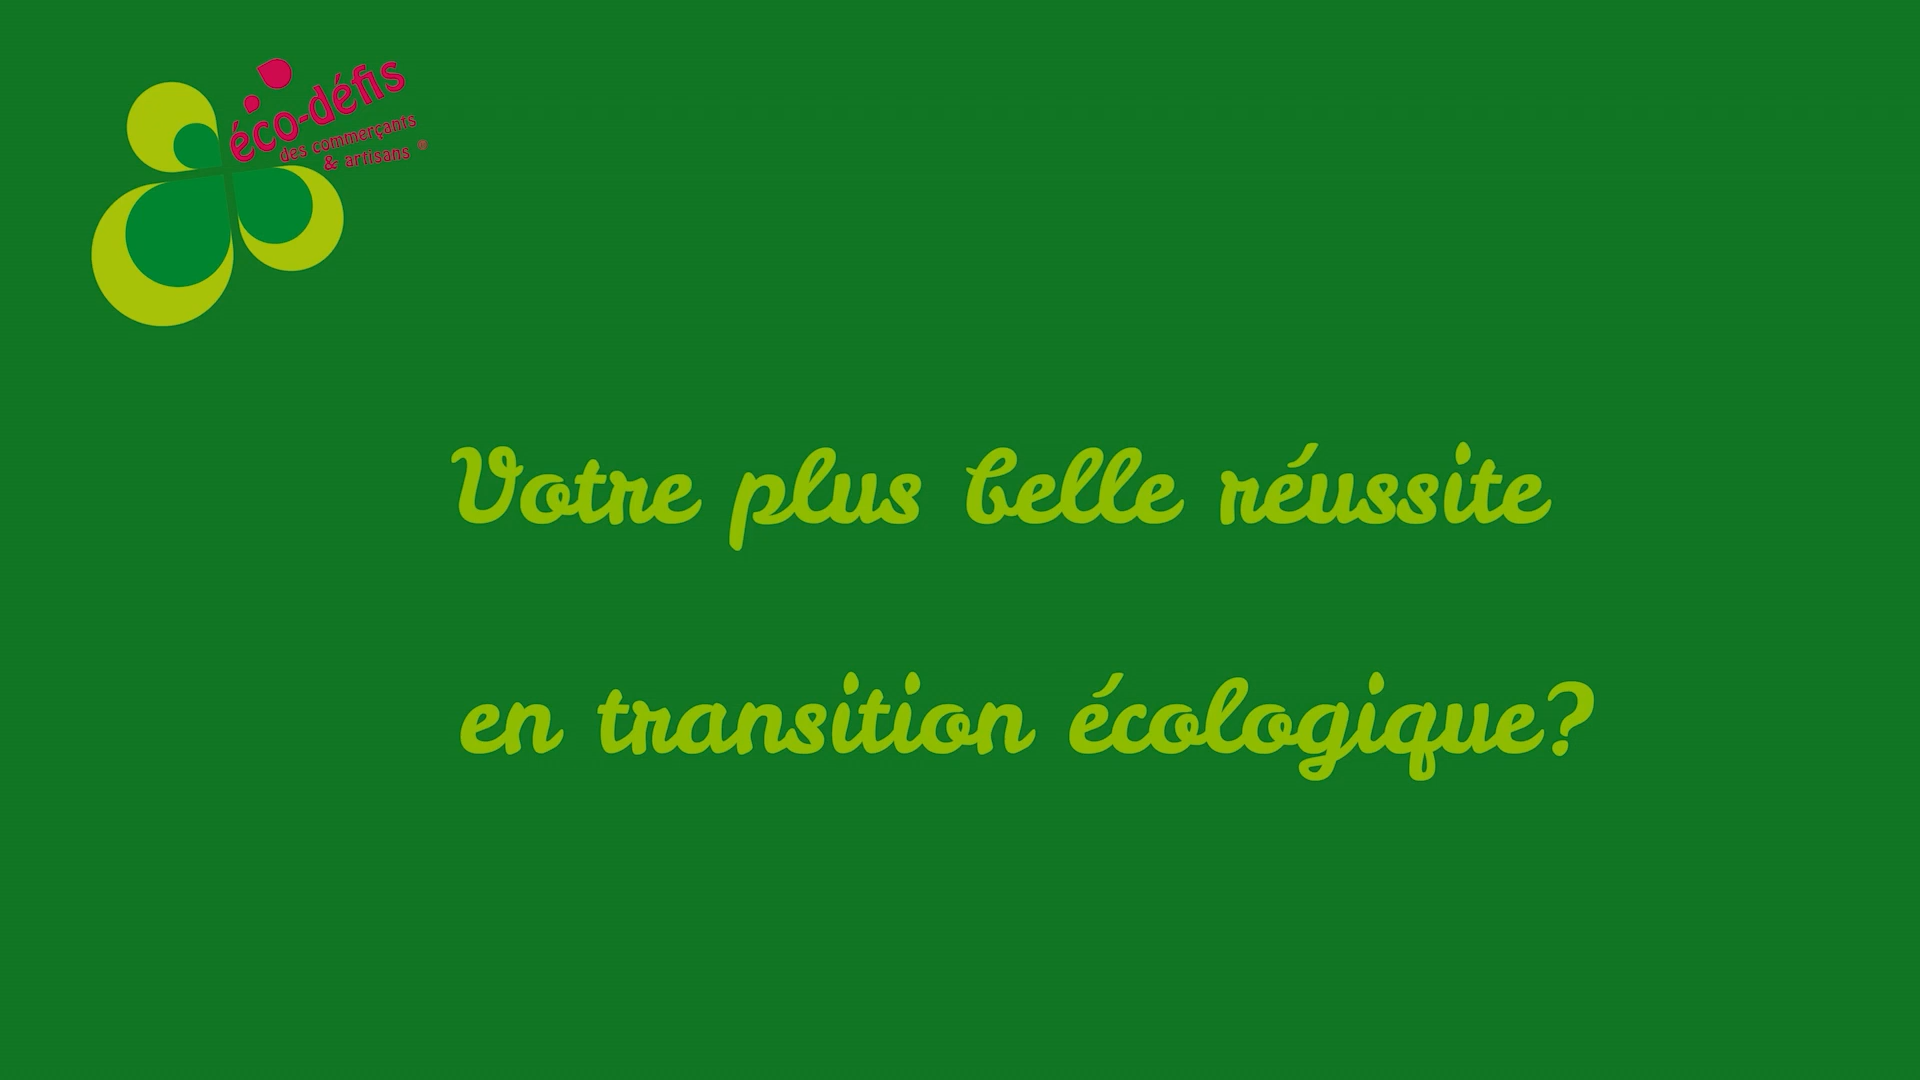 éco-défis
des commerçants
& artisans ®
Votre plus belle réussite
en transition écologique?